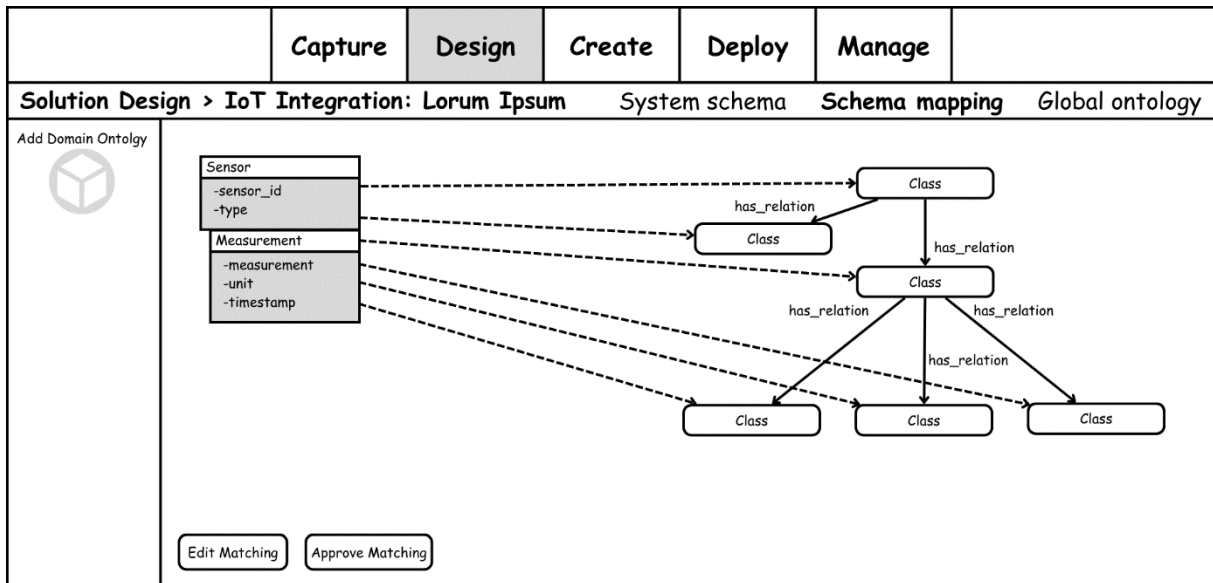 Capture Design Create Deploy Manage
Solution Design > IoT Integration: Lorum Ipsum System schema Schema mapping Global ontology
Add Domain Ontolgy
Sensor
-sensor_id
-type
Measurement
-measurement
-unit
-timestamp
Class
has_relation
Class
has_relation
Class
has_relation
has_relation
has_relation
Class
Class
Class
Edit Matching
Approve Matching